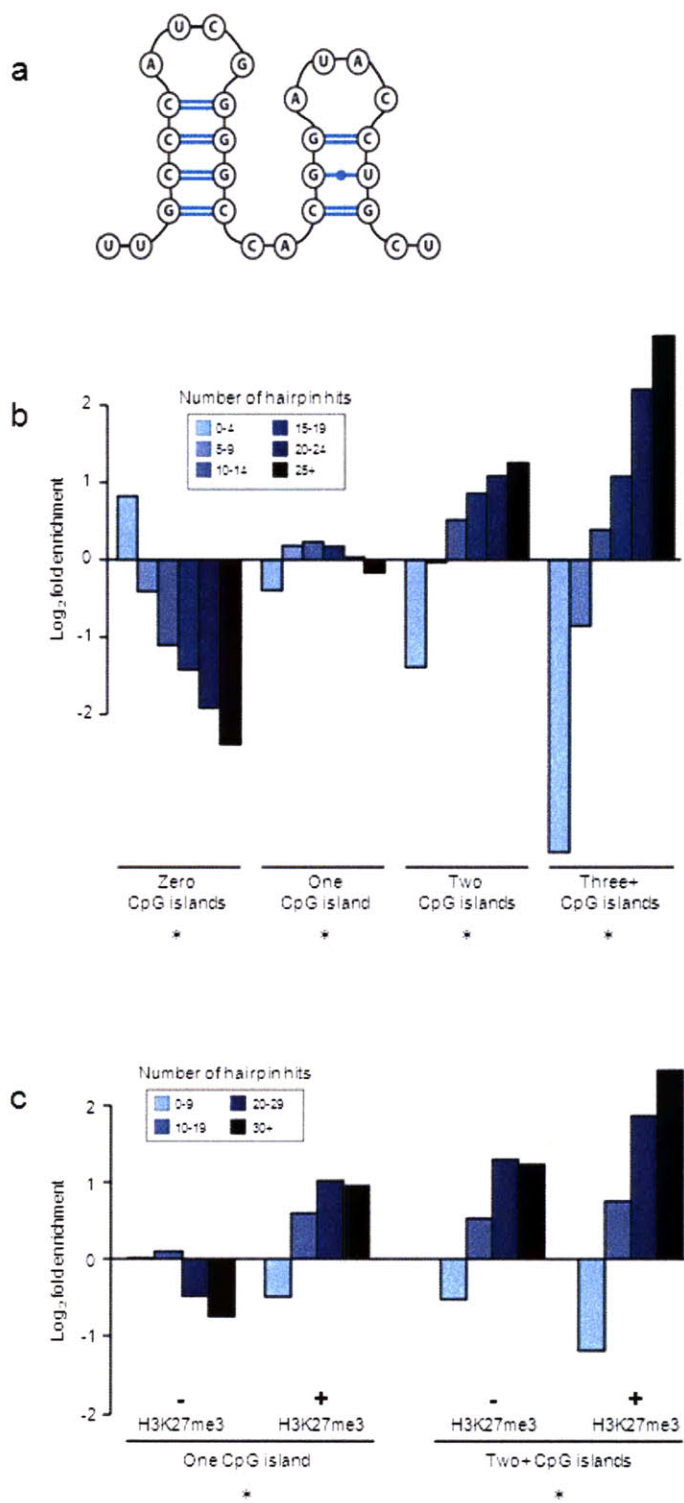 a
A U C G
A U A C
C G
A C
C G
G C
C G
G U
G C
C G
U U
C A
C U
b
Number of hairpin hits
0-4 15-19
5-9 20-24
10-14 25+
Log2 fold enrichment
2
1
0
-1
-2
Zero CpG islands
One CpG island
Two CpG islands
Three+ CpG islands
* * * *
c
Number of hairpin hits
0-9 20-29
10-19 30+
Log2 fold enrichment
2
1
0
-1
-2
- + - +
H3K27me3 H3K27me3 H3K27me3 H3K27me3
One CpG island Two+ CpG islands
* *